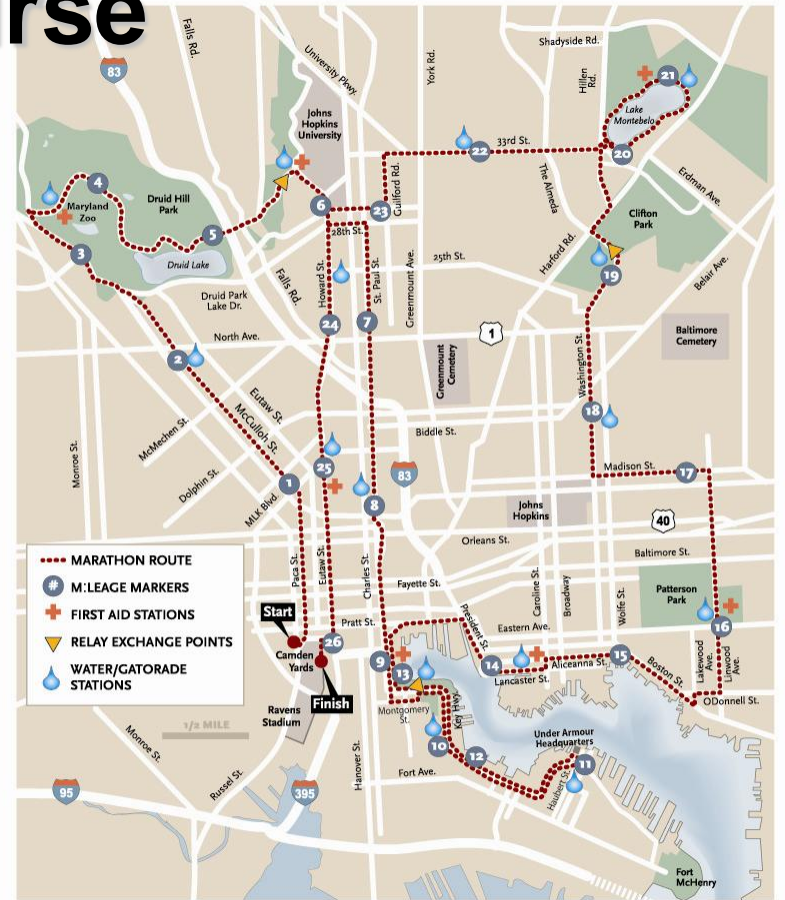 rse
Falls Rd.
83
University Pkwy.
York Rd.
Shadyside Rd.
Hillen
Rd.
21
Lake
Montebelo
20
Johns
Hopkins
University
33rd St.
22
The Alameda
Erdman Ave.
4
Maryland
Zoo
Druid Hill
Park
5
6
23
Guilford Rd.
28th St.
Clifton
Park
3
Druid Lake
Falls Rd.
Howard St.
St. Paul St.
Greenmount Ave.
25th St.
Harford Rd.
19
Belair Ave.
Druid Park
Lake Dr.
North Ave.
24
7
1
Baltimore
Cemetery
2
Greenmount
Cemetery
Washington St.
Eutaw St.
McCulloh St.
McMechen St.
18
Biddle St.
Monroe St.
Dolphin St.
MLK Blvd.
1
25
83
Madison St.
17
8
Johns
Hopkins
40
Orleans St.
Baltimore St.
MARATHON ROUTE
# M:LEAGE MARKERS
FIRST AID STATIONS
RELAY EXCHANGE POINTS
WATER/GATORADE
STATIONS
Paca St.
Eutaw St.
Charles St.
Fayette St.
Caroline St.
Broadway
Wolfe St.
Patterson
Park
16
Start
Pratt St.
President St.
Eastern Ave.
26
Camden
Yards
9
13
14
Aliceanna St.
15
Boston St.
Lakewood
Ave.
Linwood
Ave.
Lancaster St.
ODonnell St.
Finish
Ravens
Stadium
Montgomery
St.
Key Hwy.
1/2 MILE
10
12
Under Armour
Headquarters
11
Monroe St.
Russel St.
Hanover St.
Fort Ave.
Haubert St.
95
395
Fort
McHenry